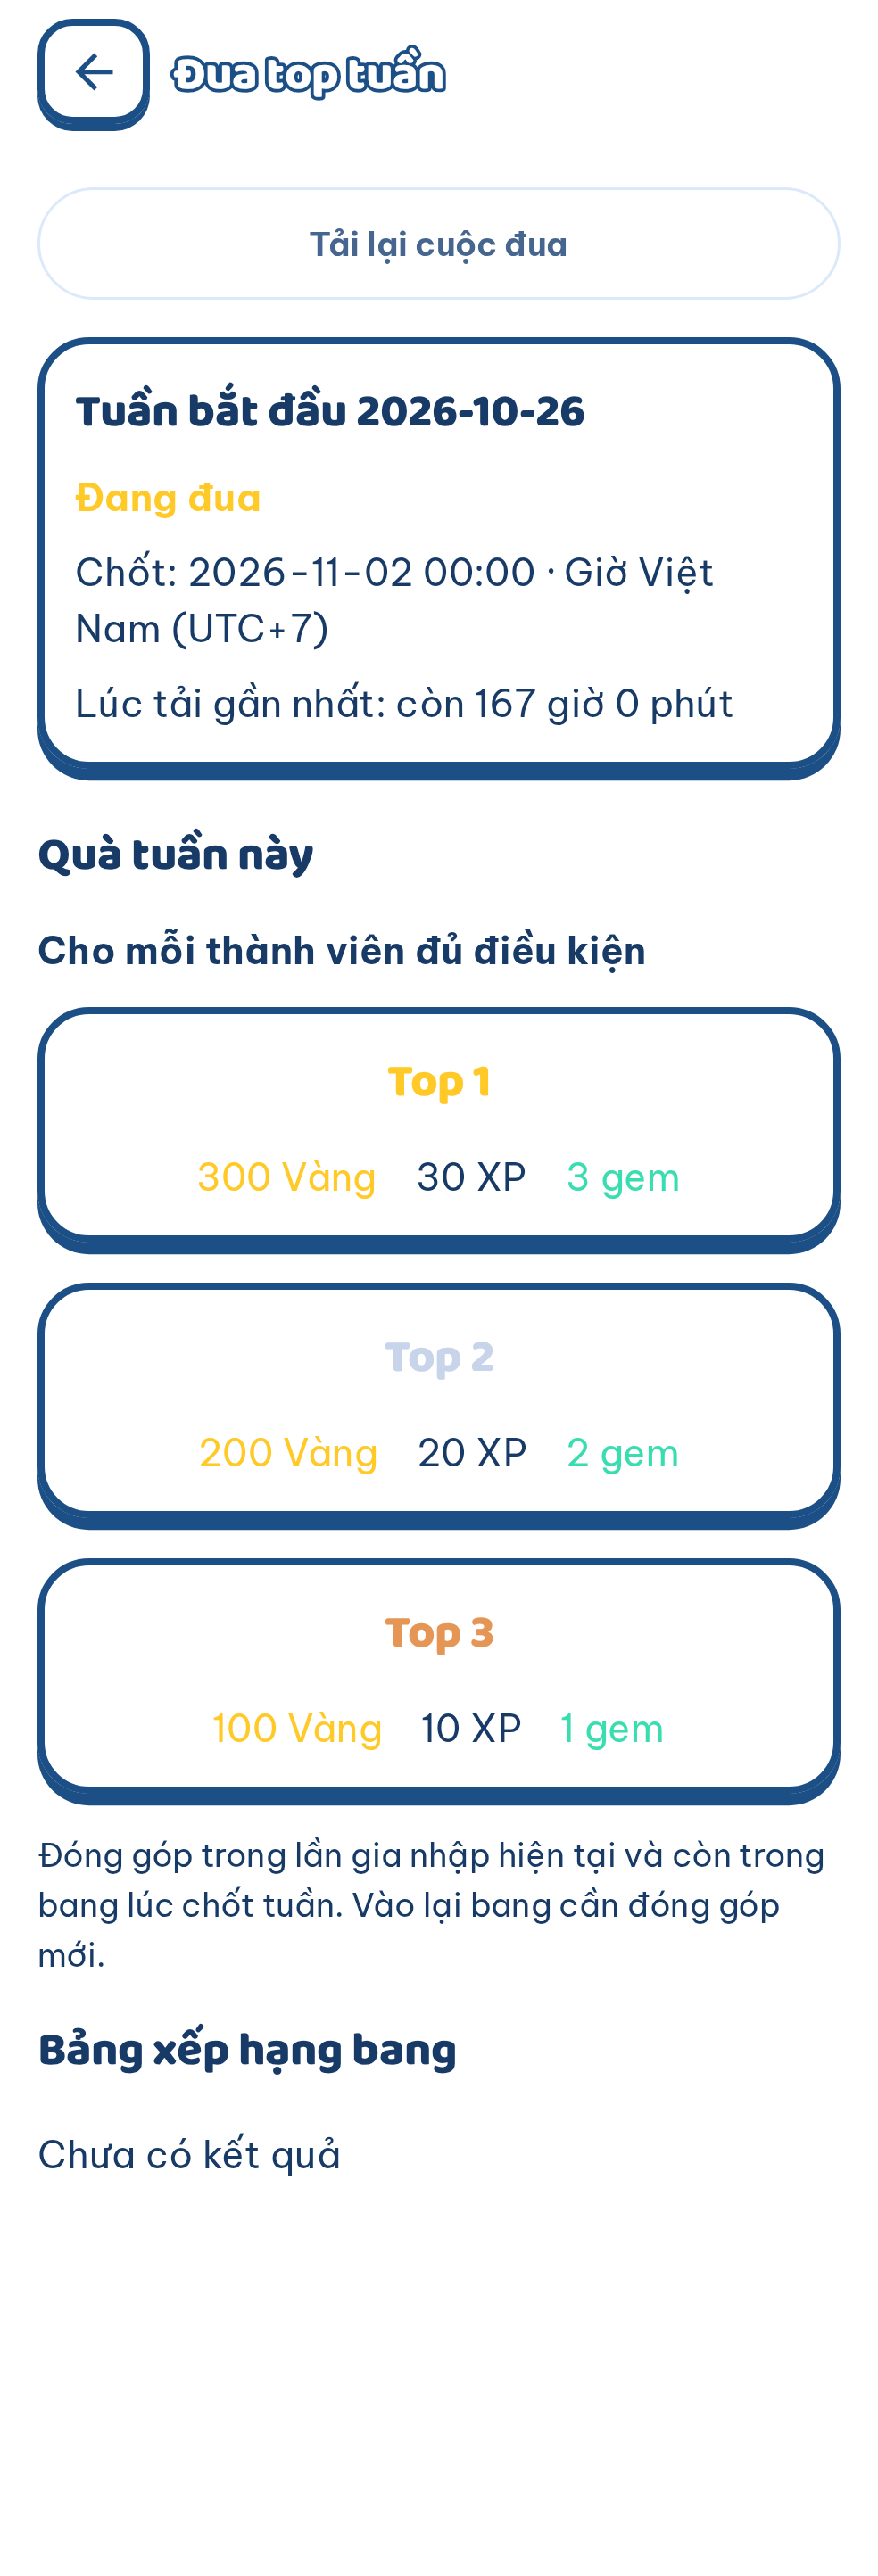 Đua top tuần
Tải lại cuộc đua
Tuần bắt đầu 2026-10-26
Đang đua
Chốt: 2026-11-02 00:00 · Giờ Việt
Nam (UTC+7)
Lúc tải gần nhất: còn 167 giờ 0 phút
Quà tuần này
Cho mỗi thành viên đủ điều kiện
Top 1
300 Vàng 30 XP 3 gem
Top 2
200 Vàng 20 XP 2 gem
Top 3
100 Vàng 10 XP 1 gem
Đóng góp trong lần gia nhập hiện tại và còn trong
bang lúc chốt tuần. Vào lại bang cần đóng góp
mới.
Bảng xếp hạng bang
Chưa có kết quả